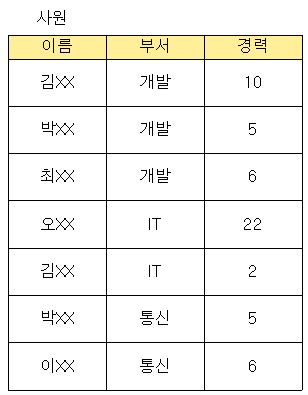 사원
이름 부서 경력
김XX 개발 10
박XX 개발 5
최XX 개발 6
오XX IT 22
김XX IT 2
박XX 통신 5
이XX 통신 6